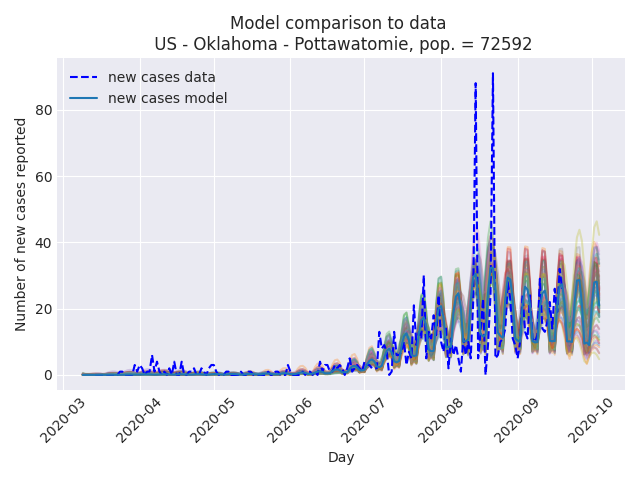 Model comparison to data
US - Oklahoma - Pottawatomie, pop. = 72592
new cases data
new cases model
Number of new cases reported
80
60
40
20
0
2020-03
2020-04
2020-05
2020-06
2020-07
2020-08
2020-09
2020-10
Day